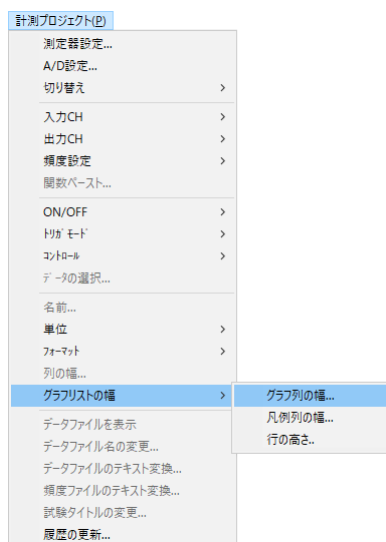 計測プロジェクト(P)
測定器設定...
A/D設定...
切り替え
入力CH
出力CH
頻度設定
関数ペースト...
ON/OFF
ﾄﾘｶﾞﾓｰﾄﾞ
ｺﾝﾄﾛｰﾙ
ﾃﾞｰﾀの選択...
名前...
単位
ﾌｫｰﾏｯﾄ
列の幅...
グラフリストの幅
グラフ列の幅...
凡例列の幅...
行の高さ..
データファイルを表示
データファイル名の変更...
データファイルのテキスト変換...
頻度ファイルのテキスト変換...
試験タイトルの変更...
履歴の更新...